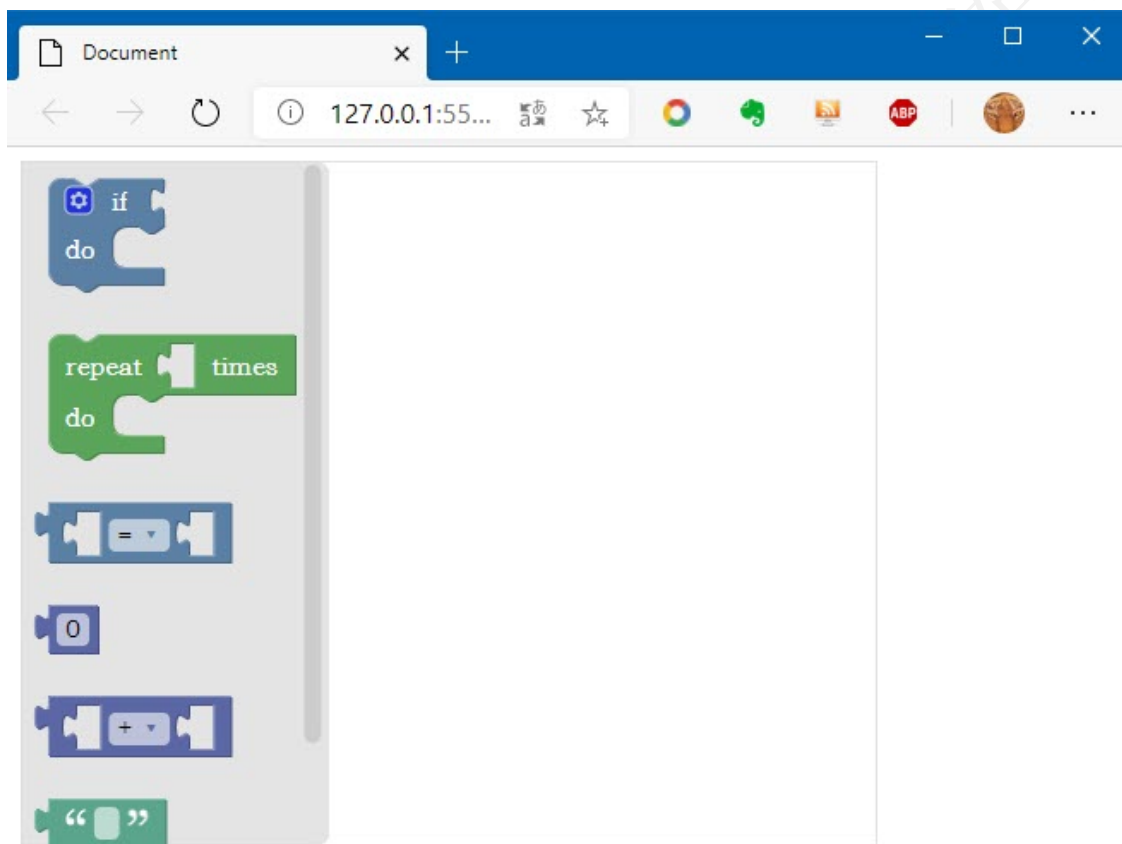 Document
127.0.0.1:55...
ABP
if
do
repeat times
do
=
0
+
“ ”